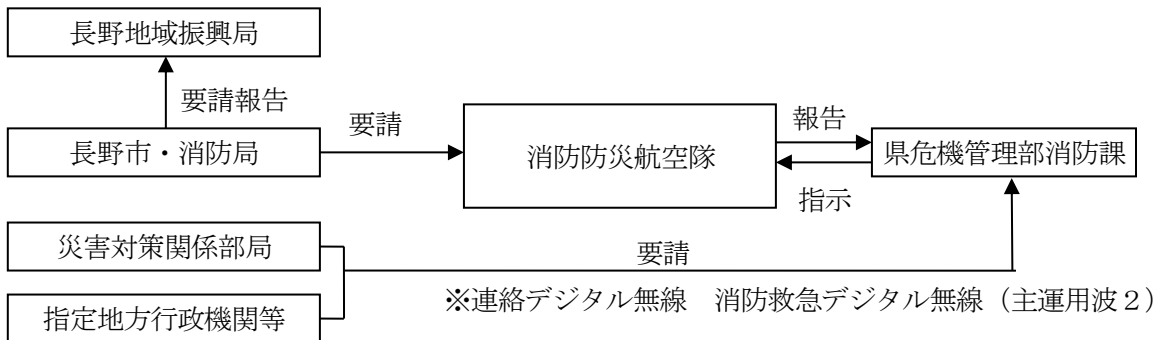 長野地域振興局
要請報告
長野市・消防局
要請
消防防災航空隊
報告
指示
県危機管理部消防課
災害対策関係部局
指定地方行政機関等
要請
※連絡デジタル無線　消防救急デジタル無線（主運用波２）